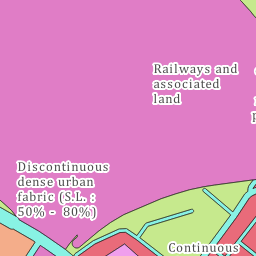 Railways and
associated
land
Discontinuous
dense urban
fabric (S.L. :
50% - 80%)
Continuous